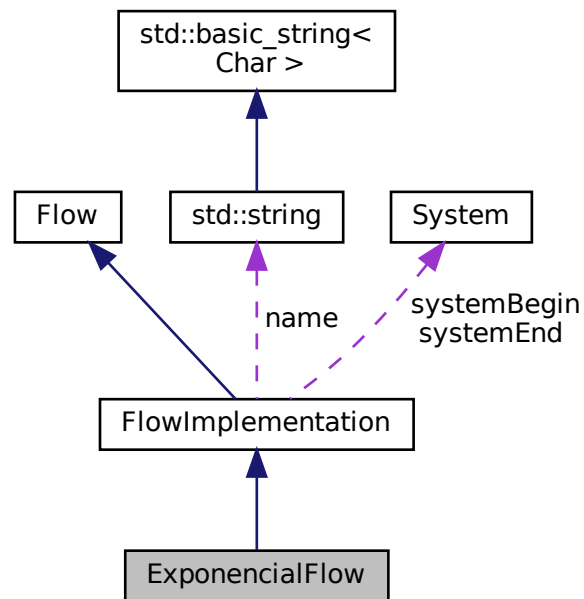 std::basic_string<
Char >
Flow
std::string
System
name
systemBegin
systemEnd
FlowImplementation
ExponencialFlow